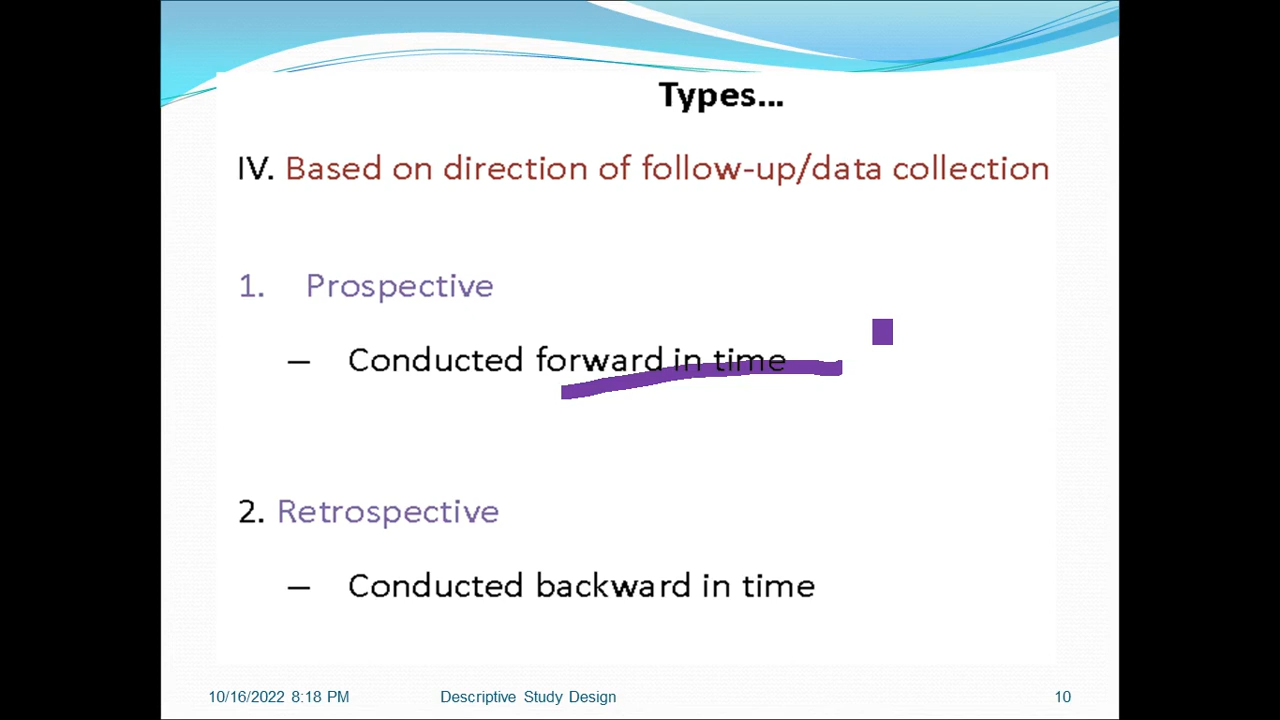 Types...
IV. Based on direction of follow-up/data collection
1. Prospective
– Conducted forward in time
2. Retrospective
– Conducted backward in time
10/16/2022 8:18 PM Descriptive Study Design 10